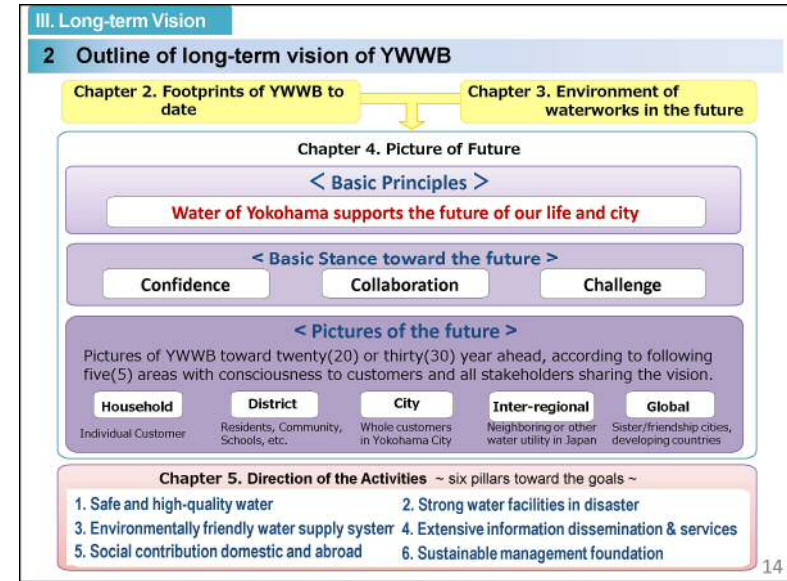 III. Long-term Vision
2 Outline of long-term vision of YWWB
Chapter 2. Footprints of YWWB to
date
Chapter 3. Environment of
waterworks in the future
Chapter 4. Picture of Future
< Basic Principles >
Water of Yokohama supports the future of our life and city
< Basic Stance toward the future >
Confidence Collaboration Challenge
< Pictures of the future >
Pictures of YWWB toward twenty(20) or thirty(30) year ahead, according to following
five(5) areas with consciousness to customers and all stakeholders sharing the vision.
Household
Individual Customer
District
Residents, Community,
Schools, etc.
City
Whole customers
in Yokohama City
Inter-regional
Neighboring or other
water utility in Japan
Global
Sister/friendship cities,
developing countries
Chapter 5. Direction of the Activities ~ six pillars toward the goals ~
1. Safe and high-quality water
2. Strong water facilities in disaster
3. Environmentally friendly water supply system
4. Extensive information dissemination & services
5. Social contribution domestic and abroad
6. Sustainable management foundation
14